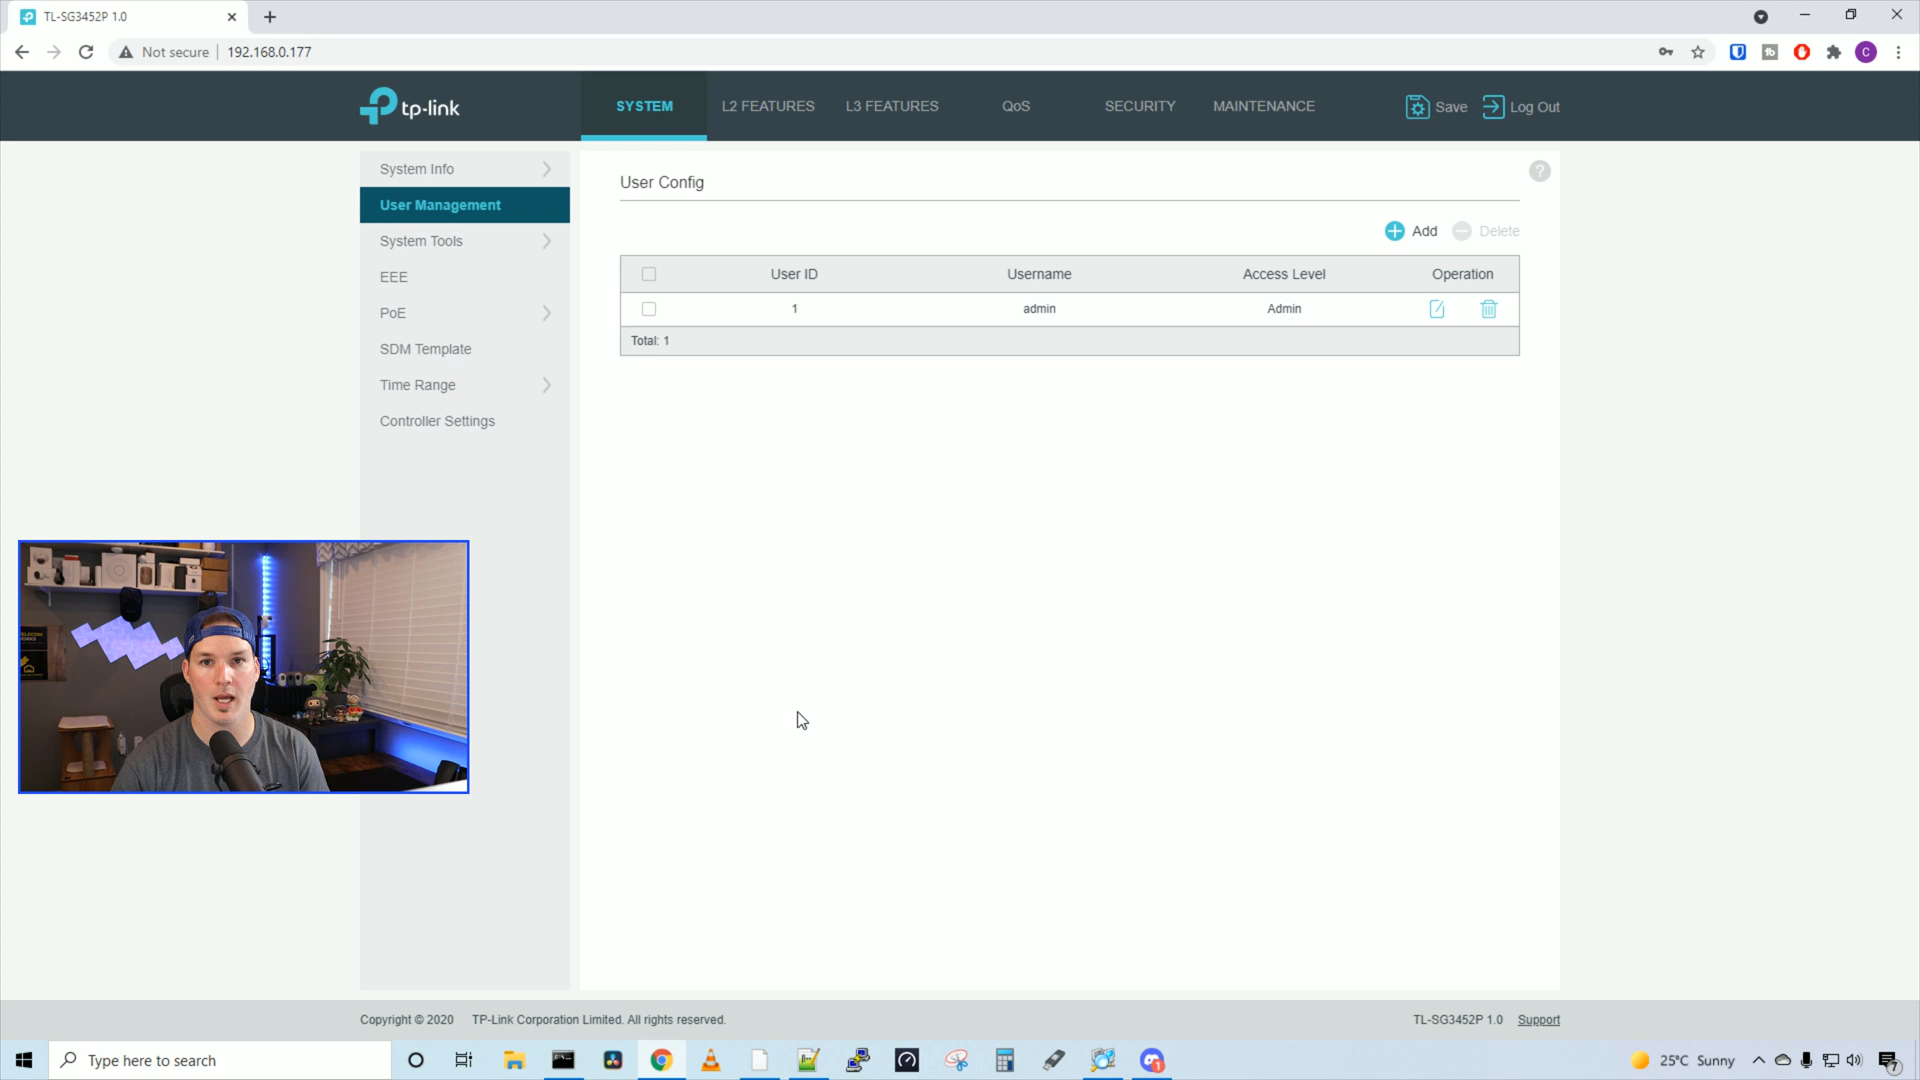 TL-SG3452P 1.0
Not secure 192.168.0.177
tp-link SYSTEM L2 FEATURES L3 FEATURES QoS SECURITY MAINTENANCE Save Log Out
System Info
User Management
System Tools
EEE
PoE
SDM Template
Time Range
Controller Settings
User Config
?
Add Delete
User ID Username Access Level Operation
1 admin Admin
Total: 1
Copyright © 2020 TP-Link Corporation Limited. All rights reserved. TL-SG3452P 1.0 Support
Type here to search 25°C Sunny